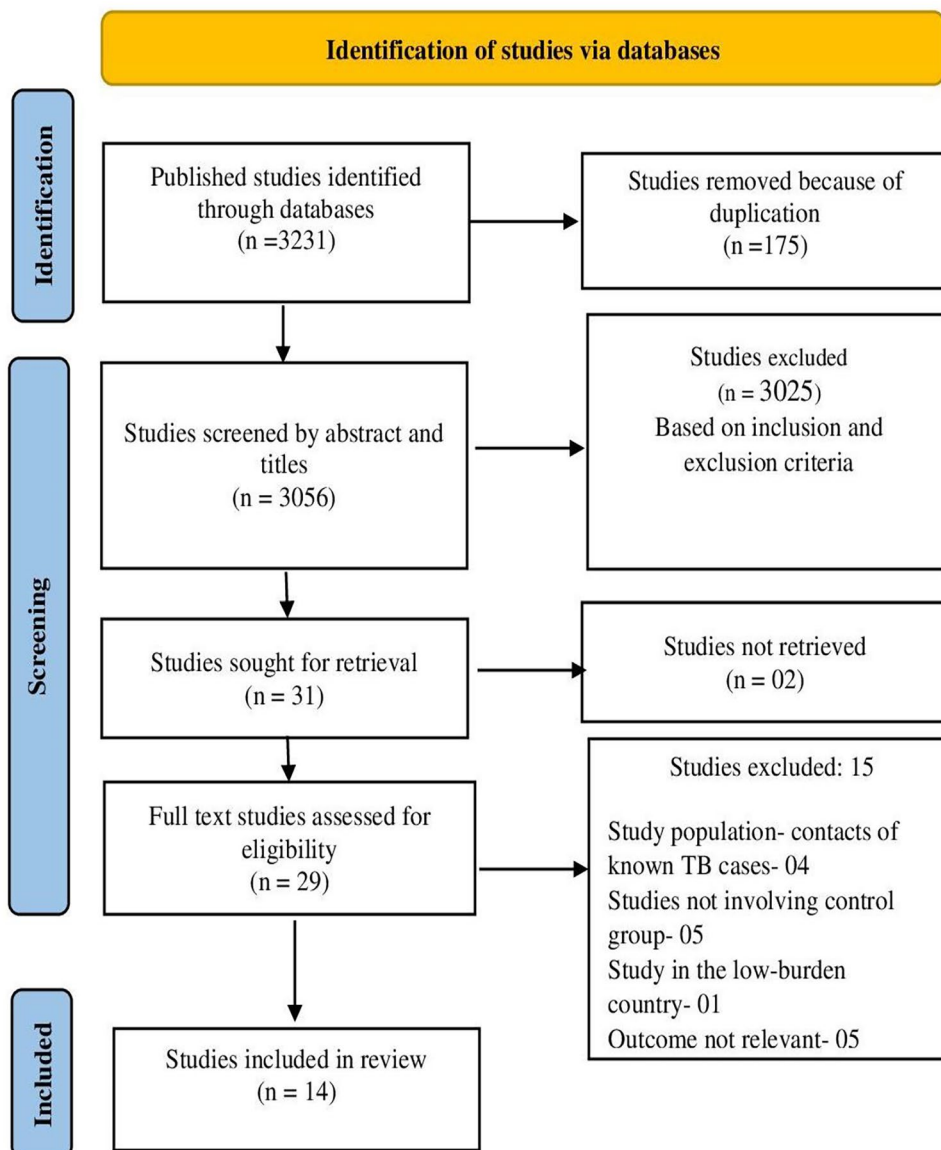 Identification of studies via databases
Identification
Published studies identified
through databases
(n =3231)
Studies removed because of
duplication
(n =175)
Screening
Studies screened by abstract and
titles
(n = 3056)
Studies excluded
(n = 3025)
Based on inclusion and
exclusion criteria
Studies sought for retrieval
(n = 31)
Studies not retrieved
(n = 02)
Full text studies assessed for
eligibility
(n = 29)
Studies excluded: 15
Study population- contacts of
known TB cases- 04
Studies not involving control
group- 05
Study in the low-burden
country- 01
Outcome not relevant- 05
Included
Studies included in review
(n = 14)